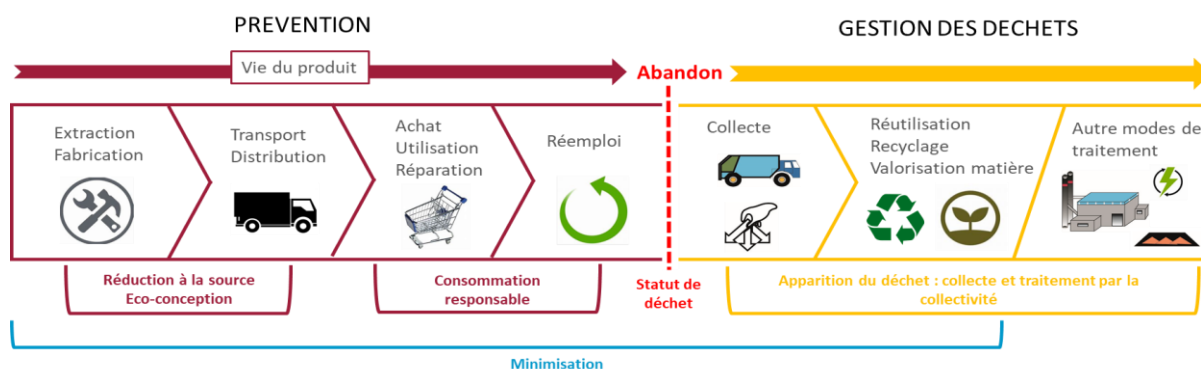 PREVENTION
GESTION DES DECHETS
Vie du produit
Abandon
Extraction
Fabrication
Transport
Distribution
Achat
Utilisation
Réparation
Réemploi
Collecte
Réutilisation
Recyclage
Valorisation matière
Autre modes de
traitement
Réduction à la source
Eco-conception
Consommation
responsable
Statut de
déchet
Apparition du déchet : collecte et traitement par la
collectivité
Minimisation